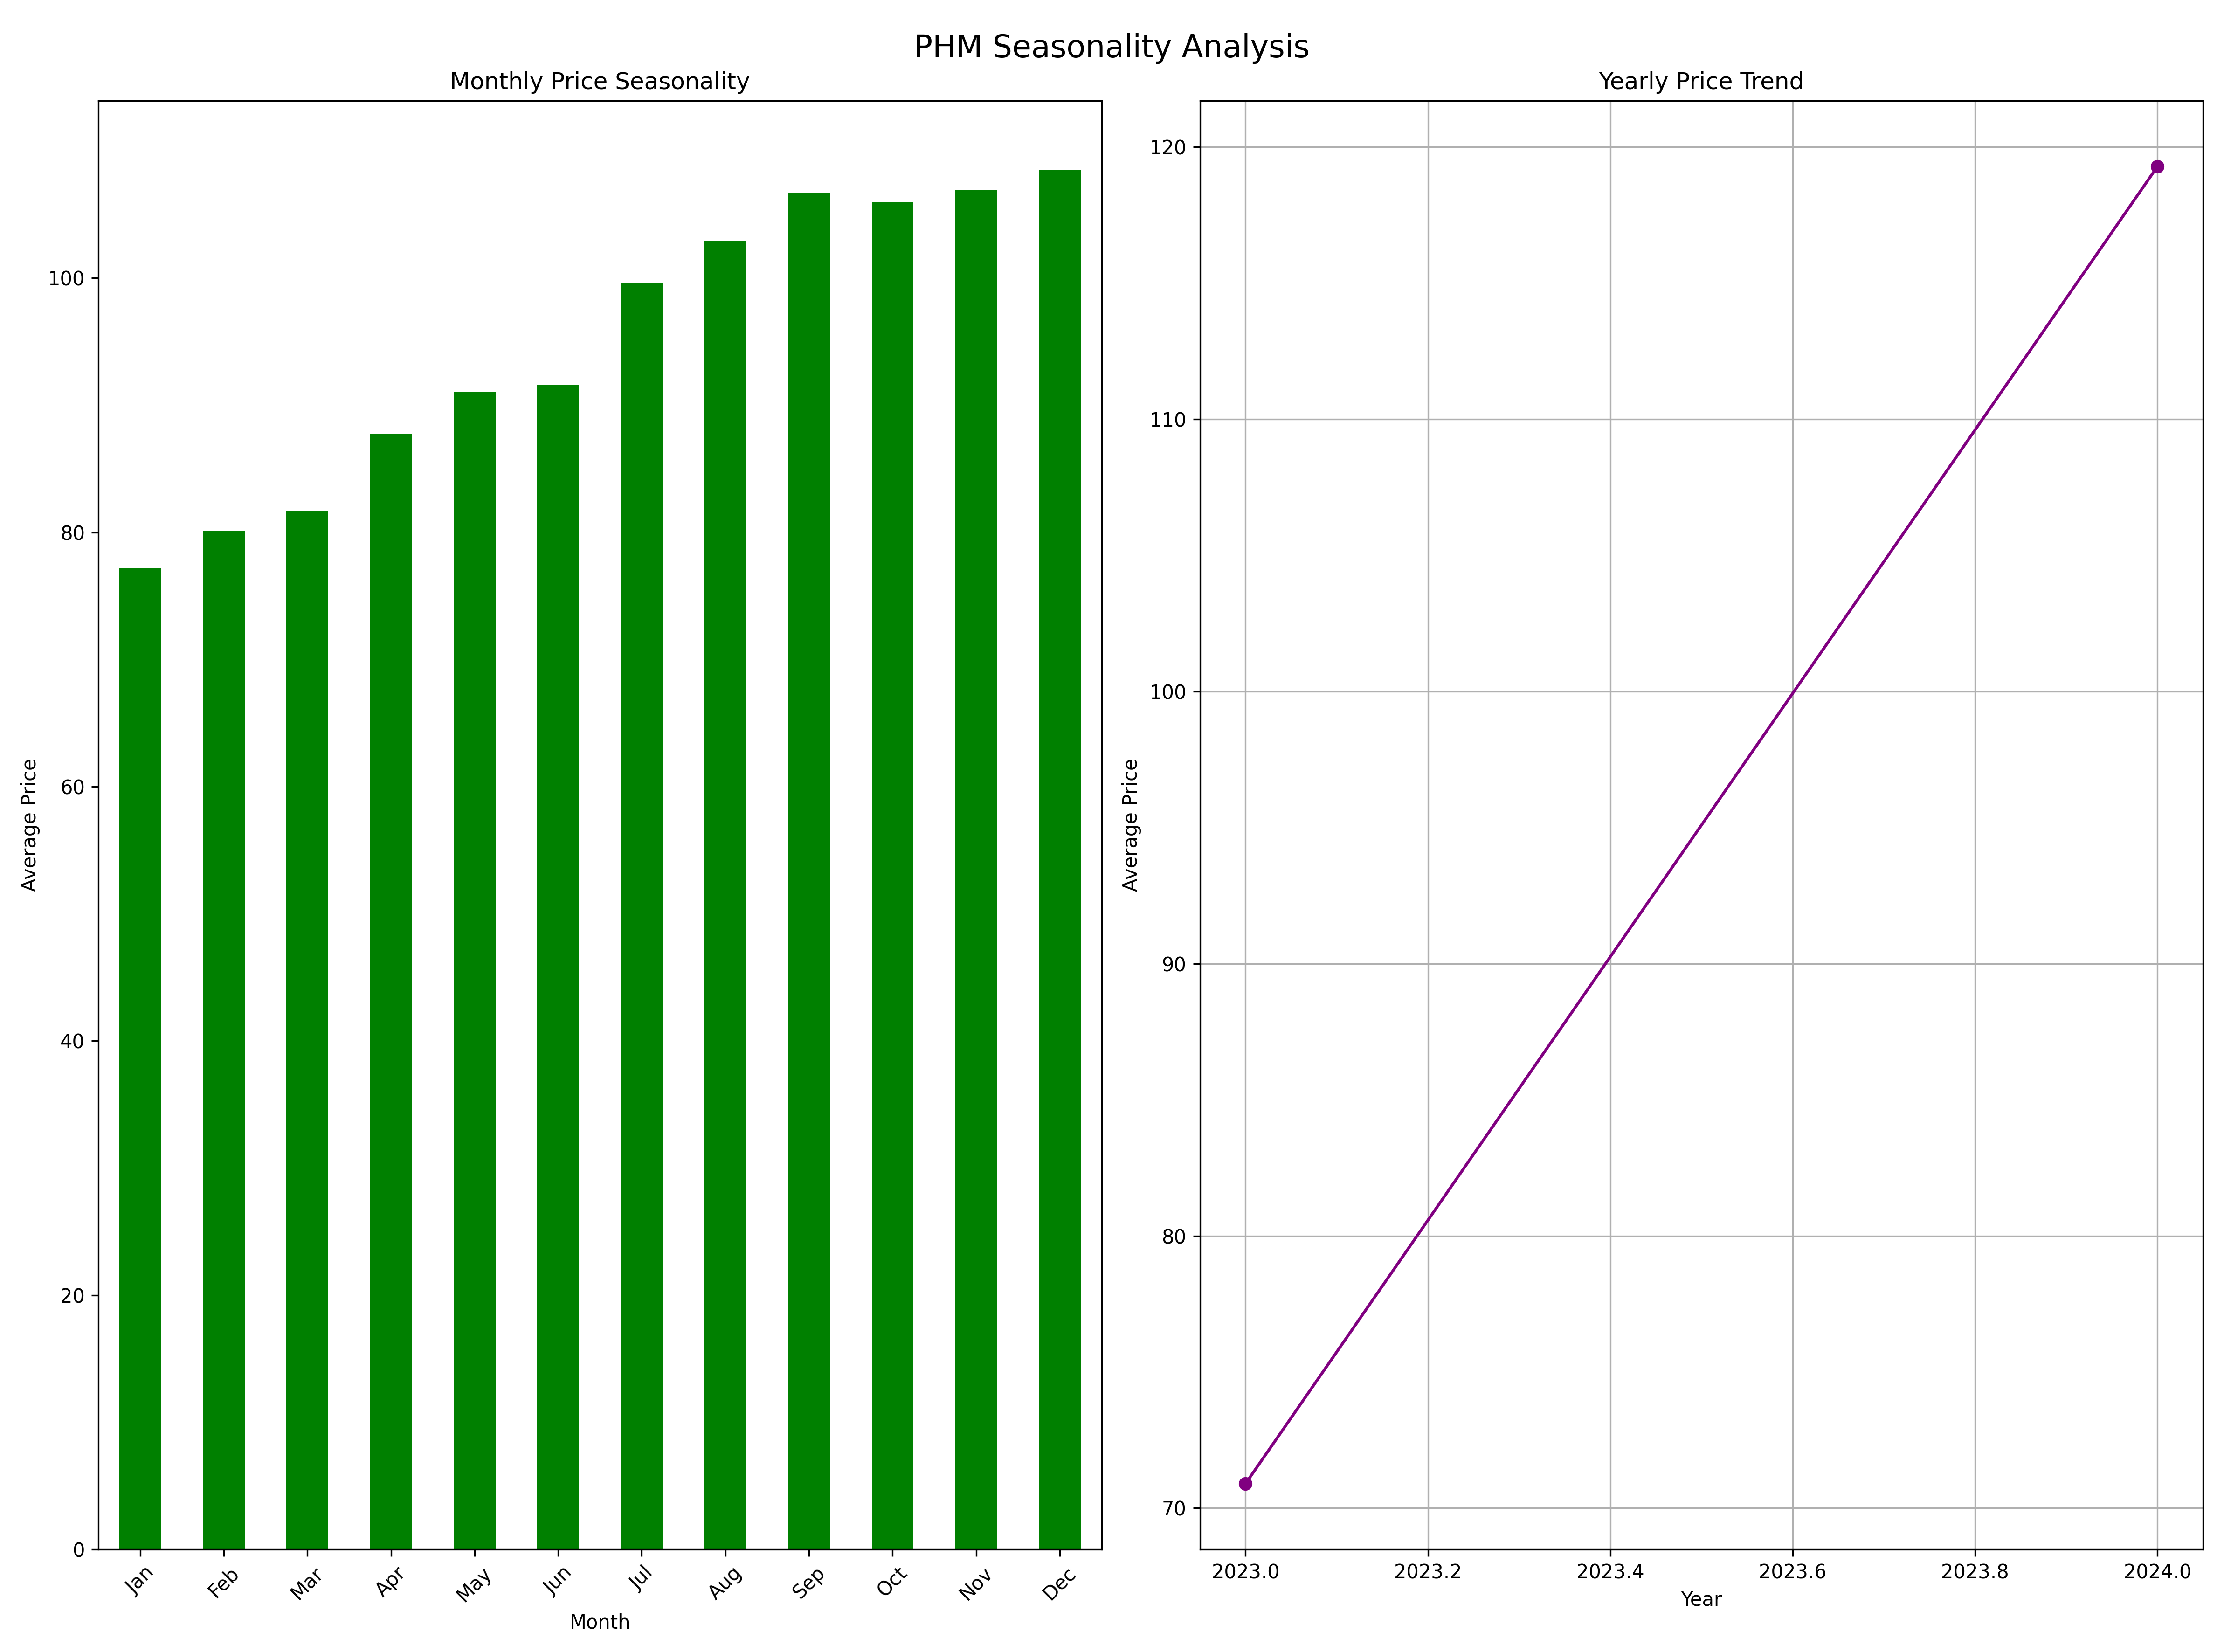 PHM Seasonality Analysis
Monthly Price Seasonality
Average Price
100
80
60
40
20
0
Jan Feb Mar Apr May Jun Jul Aug Sep Oct Nov Dec
Month
Yearly Price Trend
Average Price
120
110
100
90
80
70
2023.0 2023.2 2023.4 2023.6 2023.8 2024.0
Year